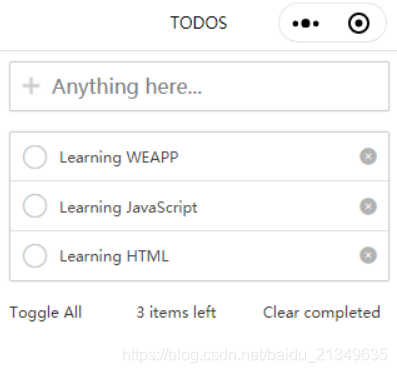 TODOS
Anything here...
Learning WEAPP
Learning JavaScript
Learning HTML
Toggle All 3 items left Clear completed
https://blog.csdn.net/baidu_21349635